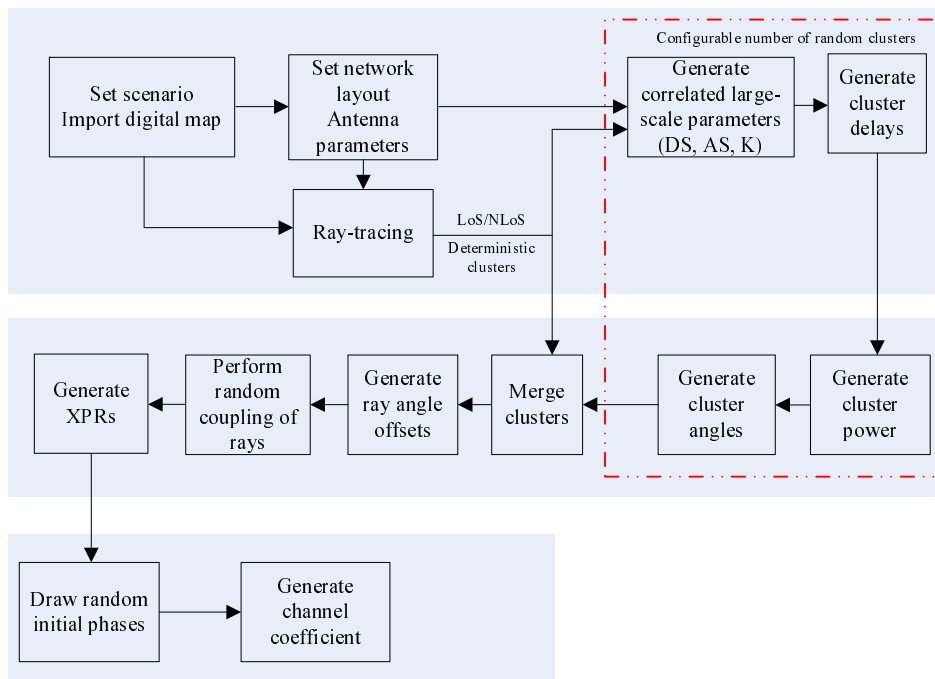 Configurable number of random clusters
Set scenario
Import digital map
Set network
layout
Antenna
parameters
Generate
correlated large-
scale parameters
(DS, AS, K)
Generate
cluster
delays
Ray-tracing
LoS/NLoS
Deterministic
clusters
Generate
XPRs
Perform
random
coupling of
rays
Generate
ray angle
offsets
Merge
clusters
Generate
cluster
angles
Generate
cluster
power
Draw random
initial phases
Generate
channel
coefficient